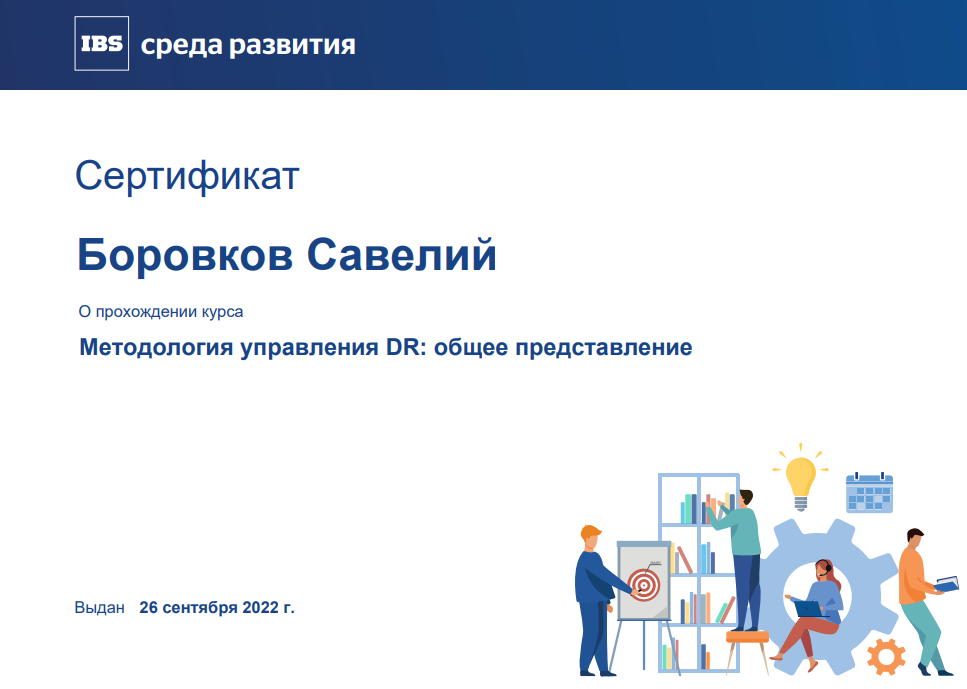 IBS среда развития
Сертификат
Боровков Савелий
О прохождении курса
Методология управления DR: общее представление
Выдан 26 сентября 2022 г.